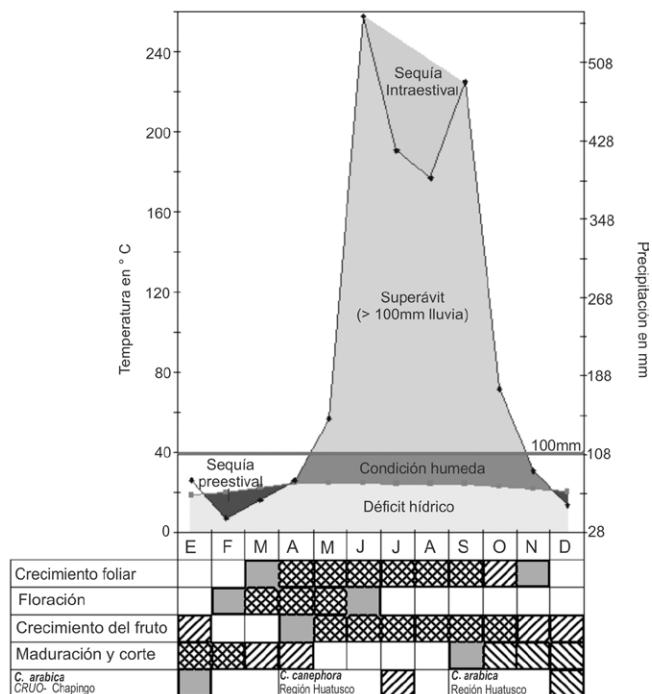 240
200
160
120
80
40
0
Temperatura en ° C
Sequía
Intraestival
Superávit
(> 100mm lluvia)
100mm
Sequía
preestival
Condición humeda
Déficit hídrico
508
428
348
268
188
108
28
Precipitación en mm
E F M A M J J A S O N D
Crecimiento foliar
Floración
Crecimiento del fruto
Maduración y corte
C. arabica
CRUO- Chapingo
C. canephora
Región Huatusco
C. arabica
Región Huatusco